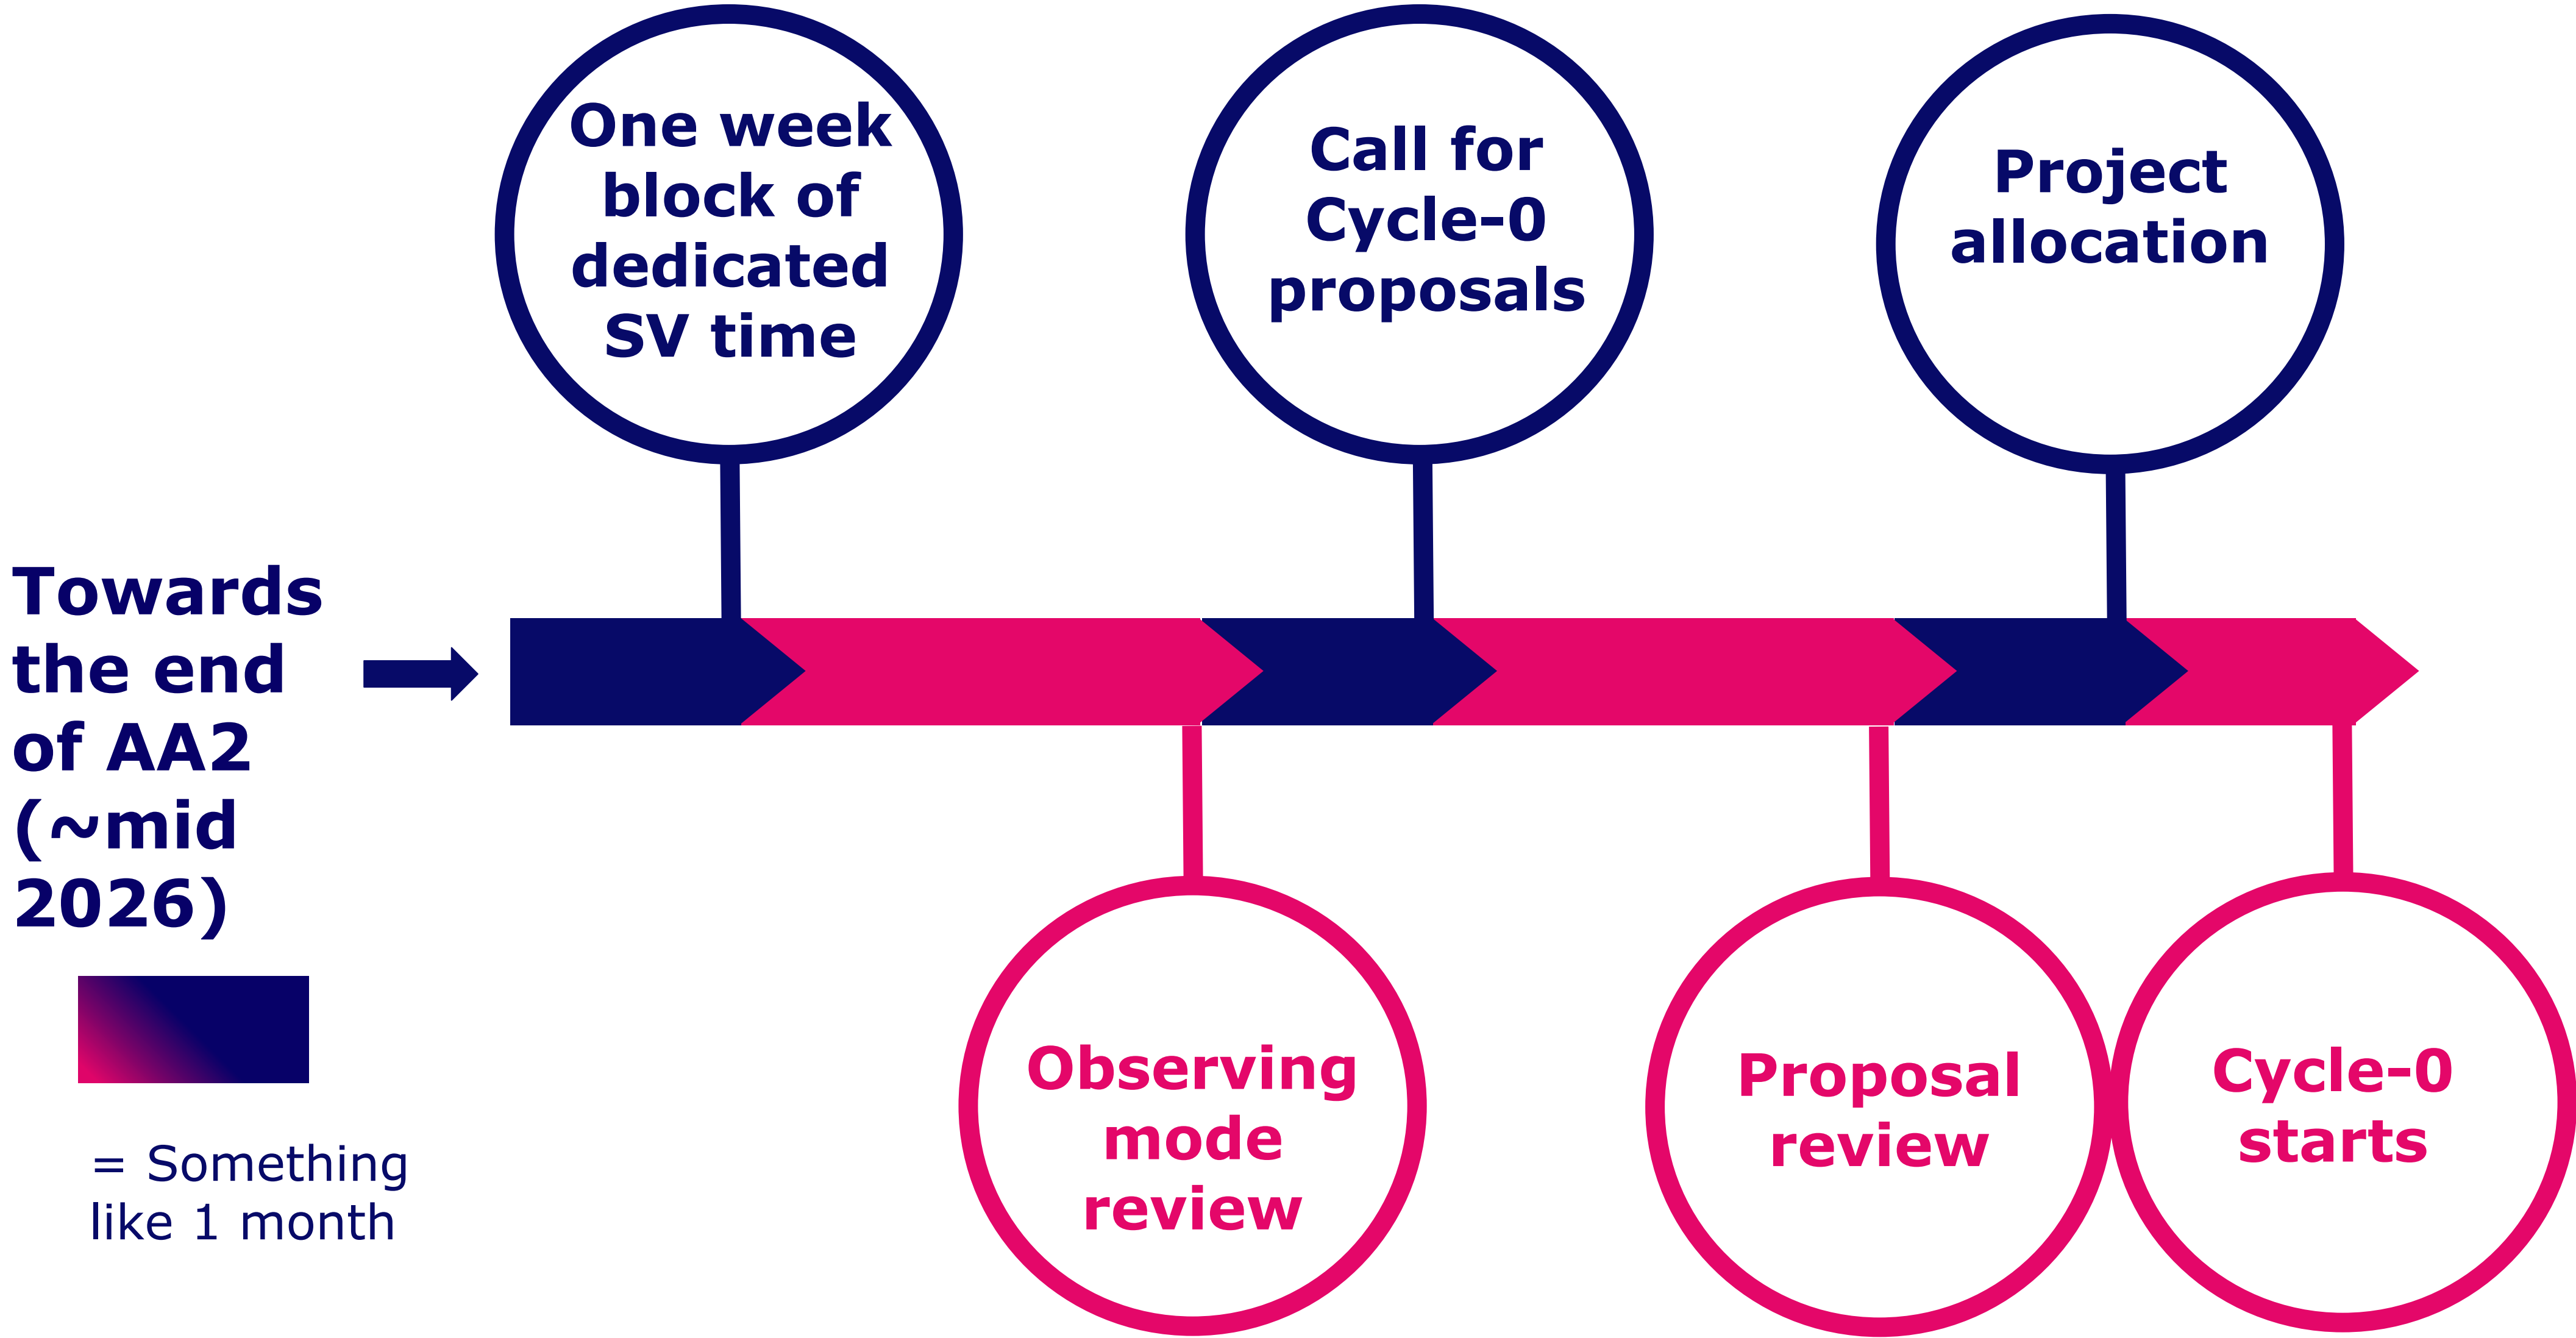 One week
block of
dedicated
SV time
Call for
Cycle-0
proposals
Project
allocation
Towards
the end
of AA2
(~mid
2026)
= Something
like 1 month
Observing
mode
review
Proposal
review
Cycle-0
starts